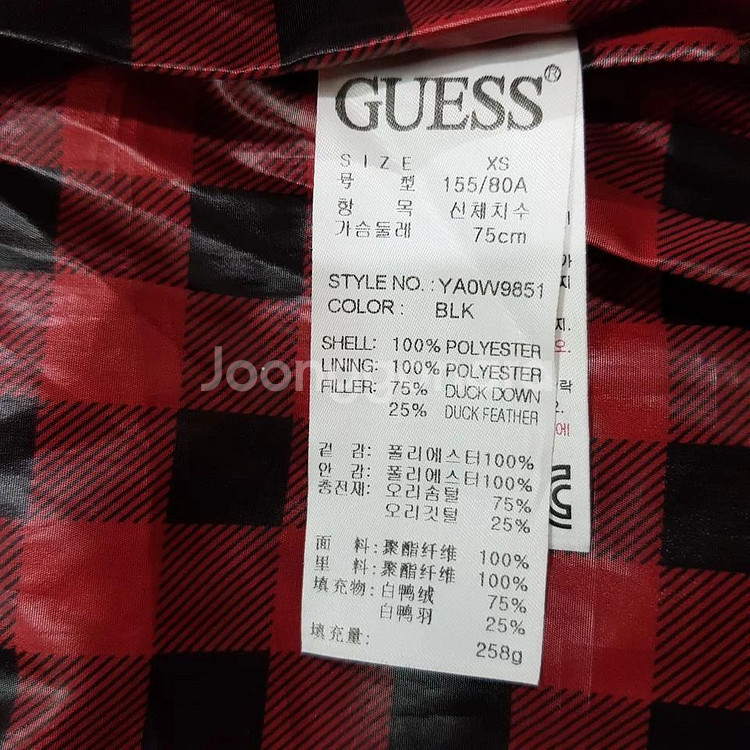 GUESS®
SIZE XS
号 型 155/80A
항 목 신체치수
가슴둘레 75cm
STYLE NO.: YA0W9851
COLOR: BLK
SHELL: 100% POLYESTER
LINING: 100% POLYESTER
FILLER: 75% DUCK DOWN
25% DUCK FEATHER
겉 감: 폴리에스터100%
안 감: 폴리에스터100%
충전재: 오리솜털 75%
오리깃털 25%
面 料: 聚酯纤维 100%
里 料: 聚酯纤维 100%
填充物: 白鸭绒 75%
白鸭羽 25%
填充量: 258g